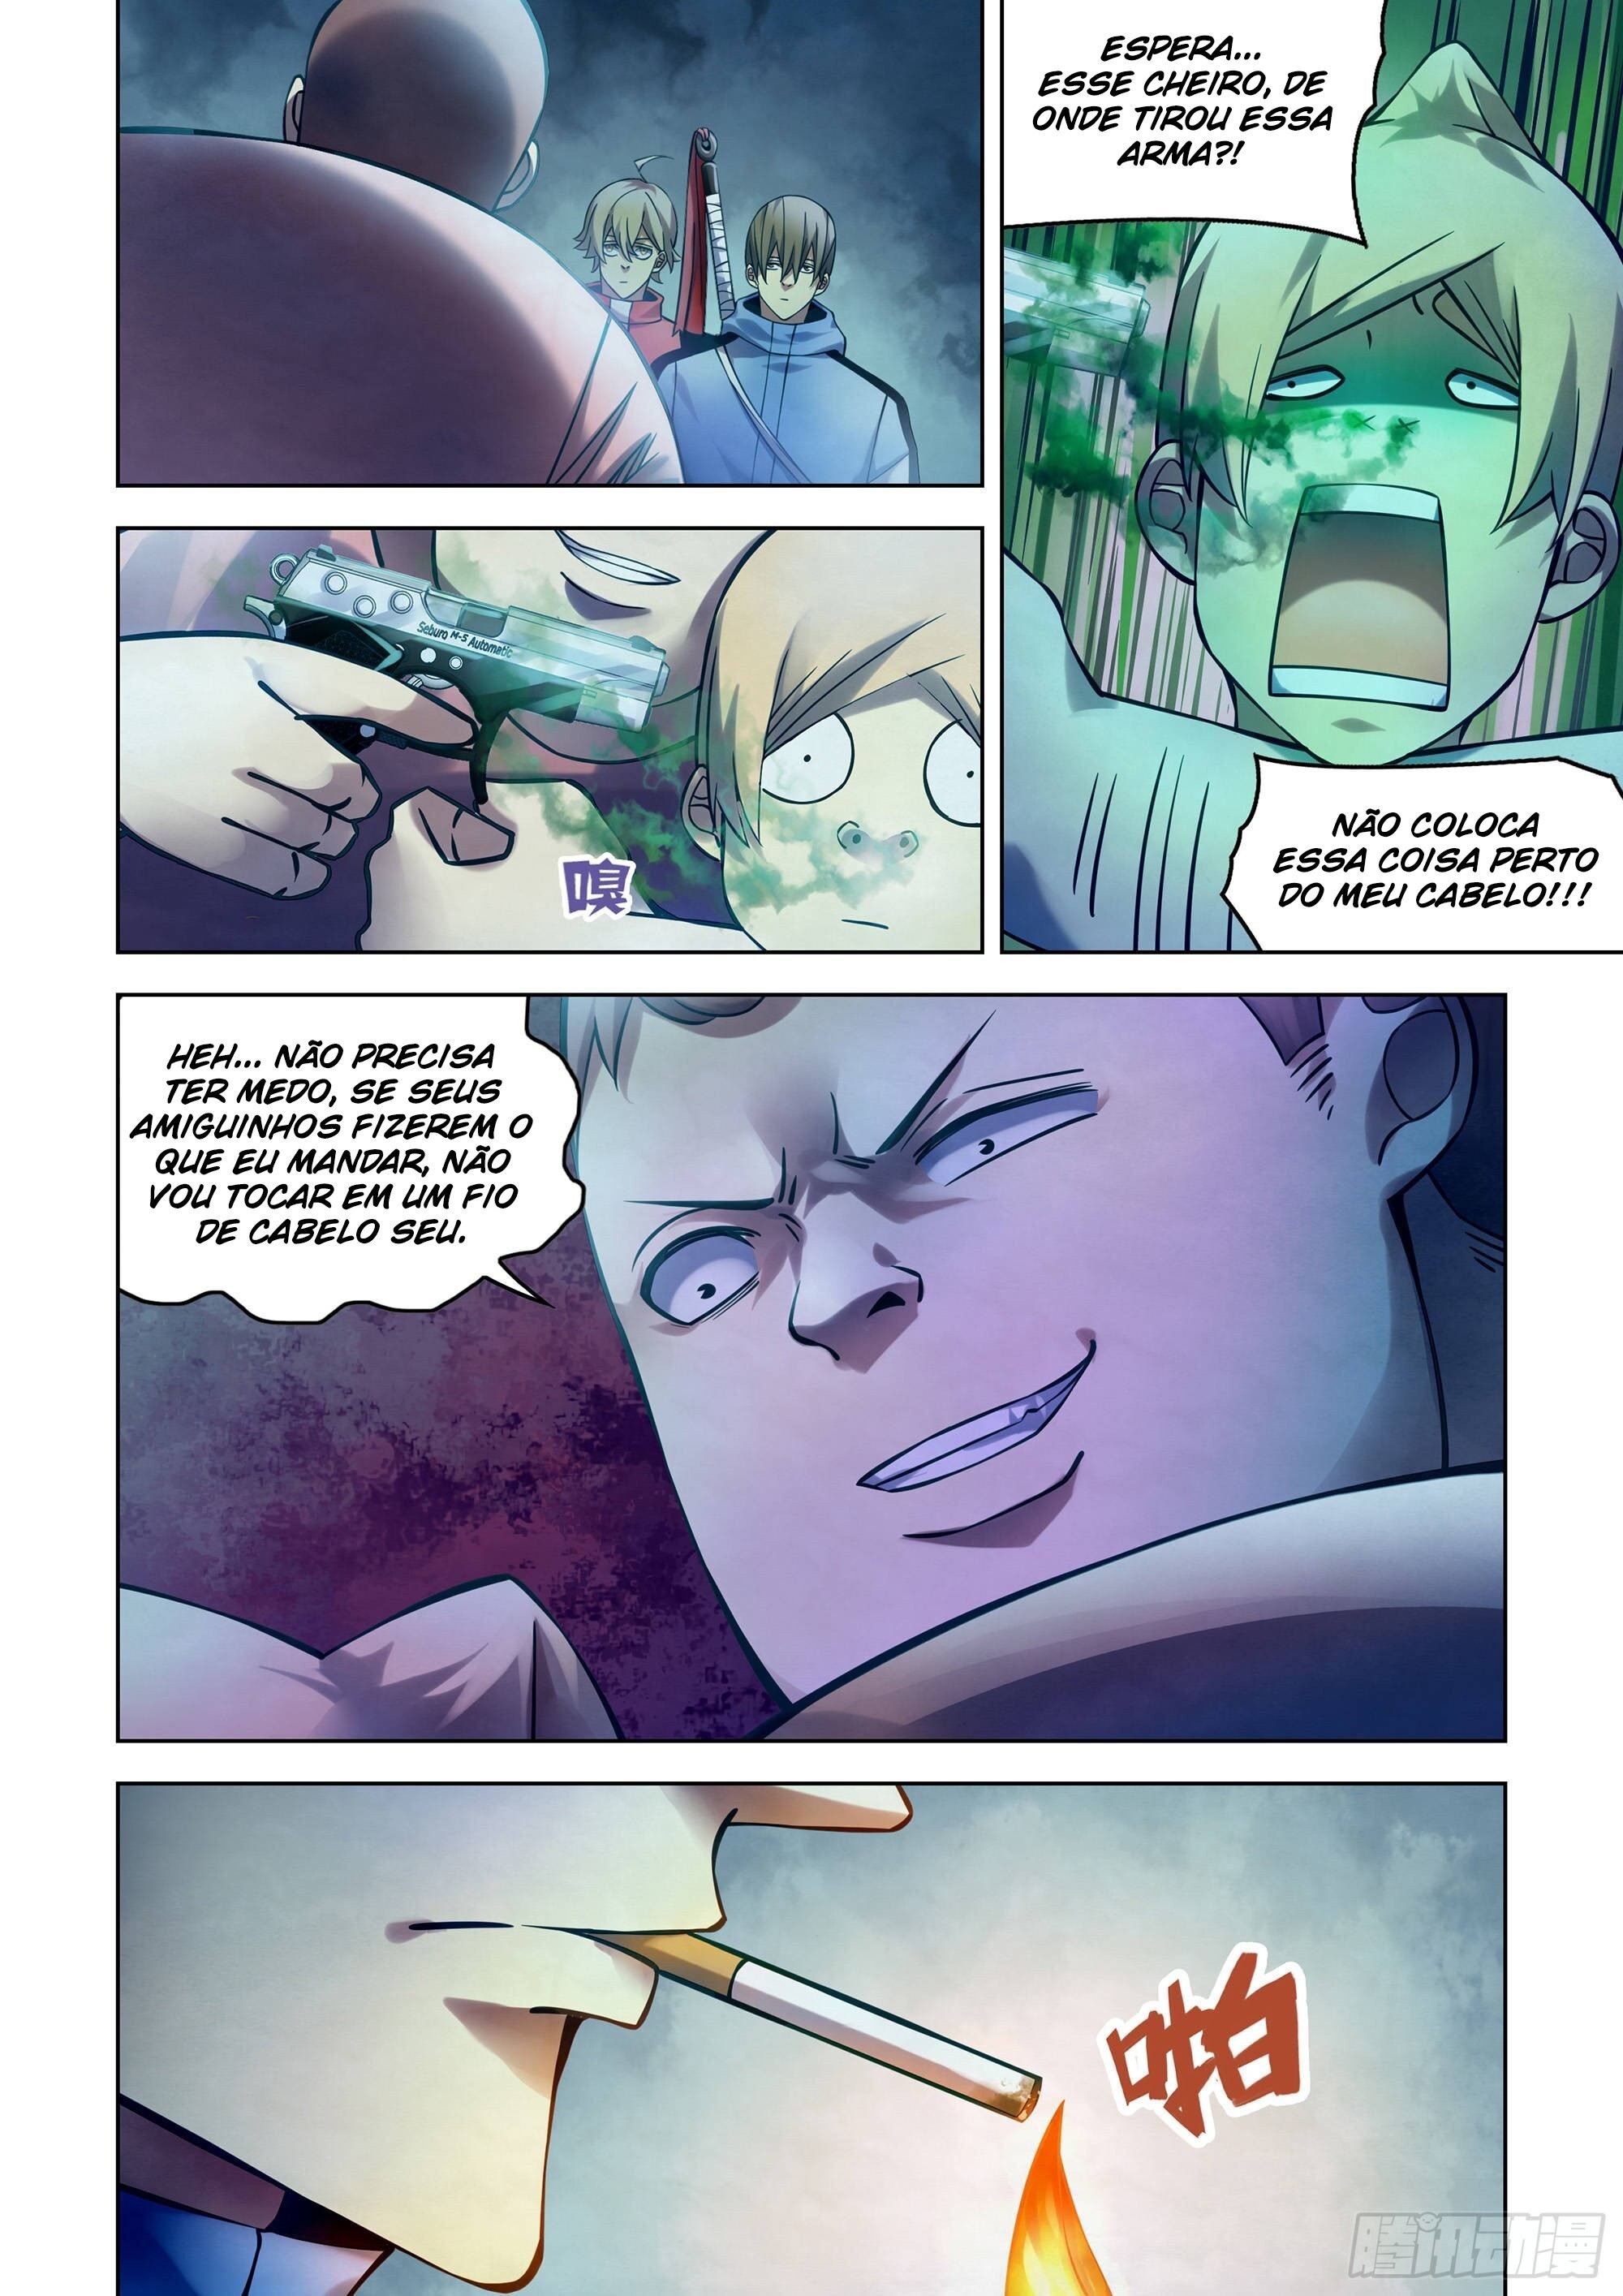 ESPERA...
ESSE CHEIRO, DE
ONDE TIROU ESSA
ARMA?!
Seburo M-5 Automatic
嗅
NÃO COLOCA
ESSA COISA PERTO
DO MEU CABELO!!!
HEH... NÃO PRECISA
TER MEDO, SE SEUS
AMIGUINHOS FIZEREM O
QUE EU MANDAR, NÃO
VOU TOCAR EM UM FIO
DE CABELO SEU.
啪
腾讯动漫